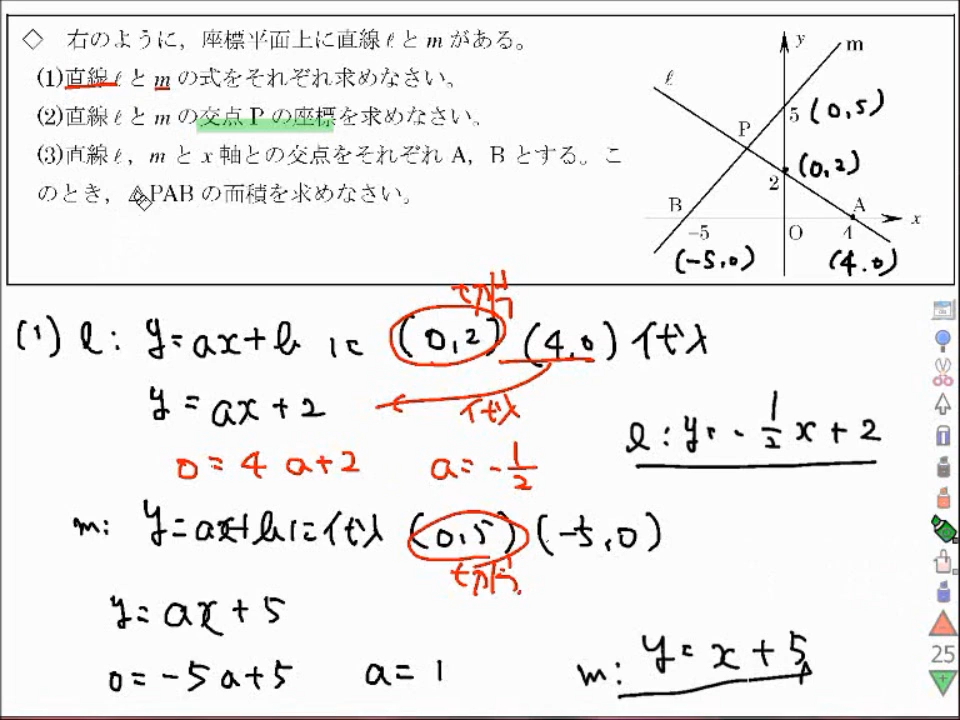 ◇ 右のように，座標平面上に直線ℓとmがある。
(1)直線ℓとmの式をそれぞれ求めなさい。
(2)直線ℓとmの交点Pの座標を求めなさい。
(3)直線ℓ，mとx軸との交点をそれぞれA，Bとする。こ
のとき，△PABの面積を求めなさい。
y
m
ℓ
5 (0,5)
P
(0,2)
2
B
A
x
-5
O
4
(-5,0)
(4,0)
せっぺん
(1) ℓ: y=ax+b に (0,2) (4,0) 代入
y=ax+2
代入
ℓ: y=-1/2x+2
0=4a+2 a=-1/2
m: y=ax+bに代入 (0,5) (-5,0)
y=ax+5
0=-5a+5 a=1
m: y=x+5
25